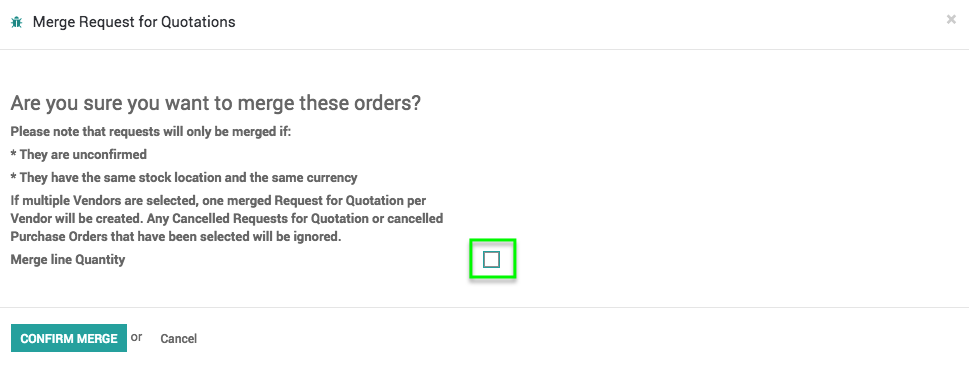 Merge Request for Quotations
×
Are you sure you want to merge these orders?
Please note that requests will only be merged if:
* They are unconfirmed
* They have the same stock location and the same currency
If multiple Vendors are selected, one merged Request for Quotation per
Vendor will be created. Any Cancelled Requests for Quotation or cancelled
Purchase Orders that have been selected will be ignored.
Merge line Quantity
CONFIRM MERGE or Cancel